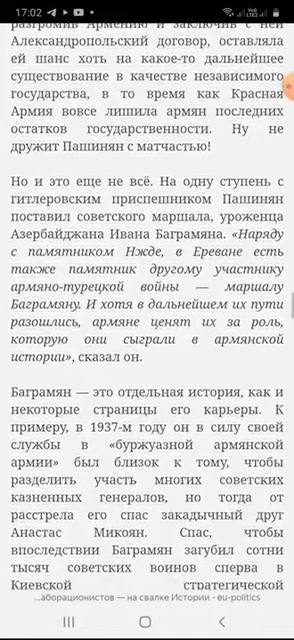 17:02
разгромив Армению и заключив с ней
Александропольский договор, оставляла
ей шанс хоть на какое-то дальнейшее
существование в качестве независимого
государства, в то время как Красная
Армия вовсе лишила армян последних
остатков государственности. Ну не
дружит Пашинян с матчастью!
Но и это еще не всё. На одну ступень с
гитлеровским приспешником Пашинян
поставил советского маршала, уроженца
Азербайджана Ивана Баграмяна. «Наряду
с памятником Нжде, в Ереване есть
также памятник другому участнику
армяно-турецкой войны — маршалу
Баграмяну. И хотя в дальнейшем их пути
разошлись, армяне ценят их за роль,
которую они сыграли в армянской
истории», сказал он.
Баграмян — это отдельная история, как и
некоторые страницы его карьеры. К
примеру, в 1937-м году он в силу своей
службы в «буржуазной армянской
армии» был близок к тому, чтобы
разделить участь многих советских
казненных генералов, но тогда от
расстрела его спас закадычный друг
Анастас Микоян. Спас, чтобы
впоследствии Баграмян загубил сотни
тысяч советских воинов сперва в
Киевской стратегической
...аборационистов — на свалке Истории - eu-politics